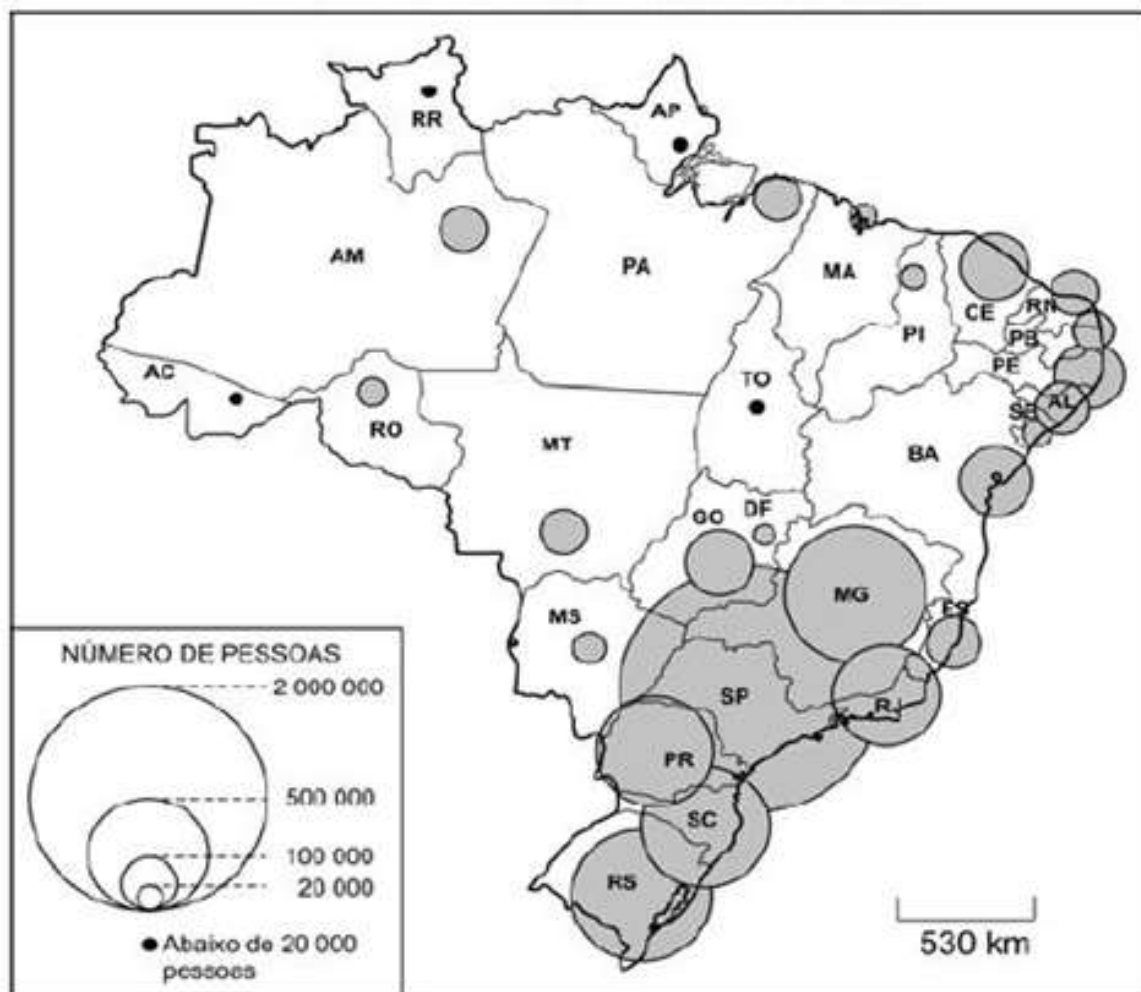 RR
AP
AM
PA
MA
CE
RN
PI
PB
PE
AC
TO
AL
SE
RO
MT
BA
GO
DF
MG
ES
MS
SP
RJ
PR
SC
RS
NÚMERO DE PESSOAS
2 000 000
500 000
100 000
20 000
Abaixo de 20 000
pessoas
530 km